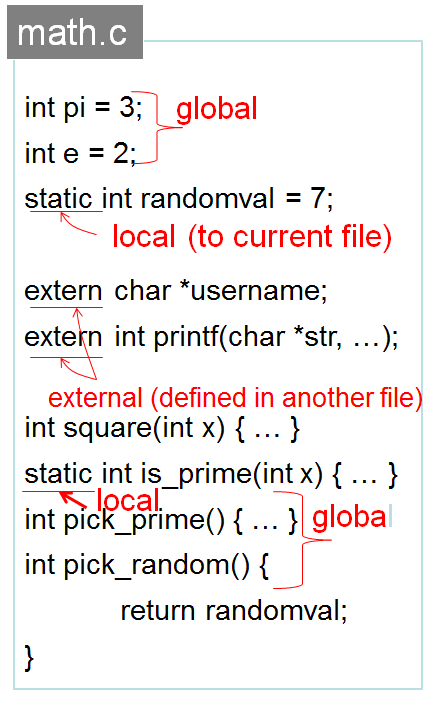 math.c
int pi = 3;
global
int e = 2;
static int randomval = 7;
local (to current file)
extern char *username;
extern int printf(char *str, …);
external (defined in another file)
int square(int x) { … }
static int is_prime(int x) { … }
local
int pick_prime() { … }
global
int pick_random() {
return randomval;
}